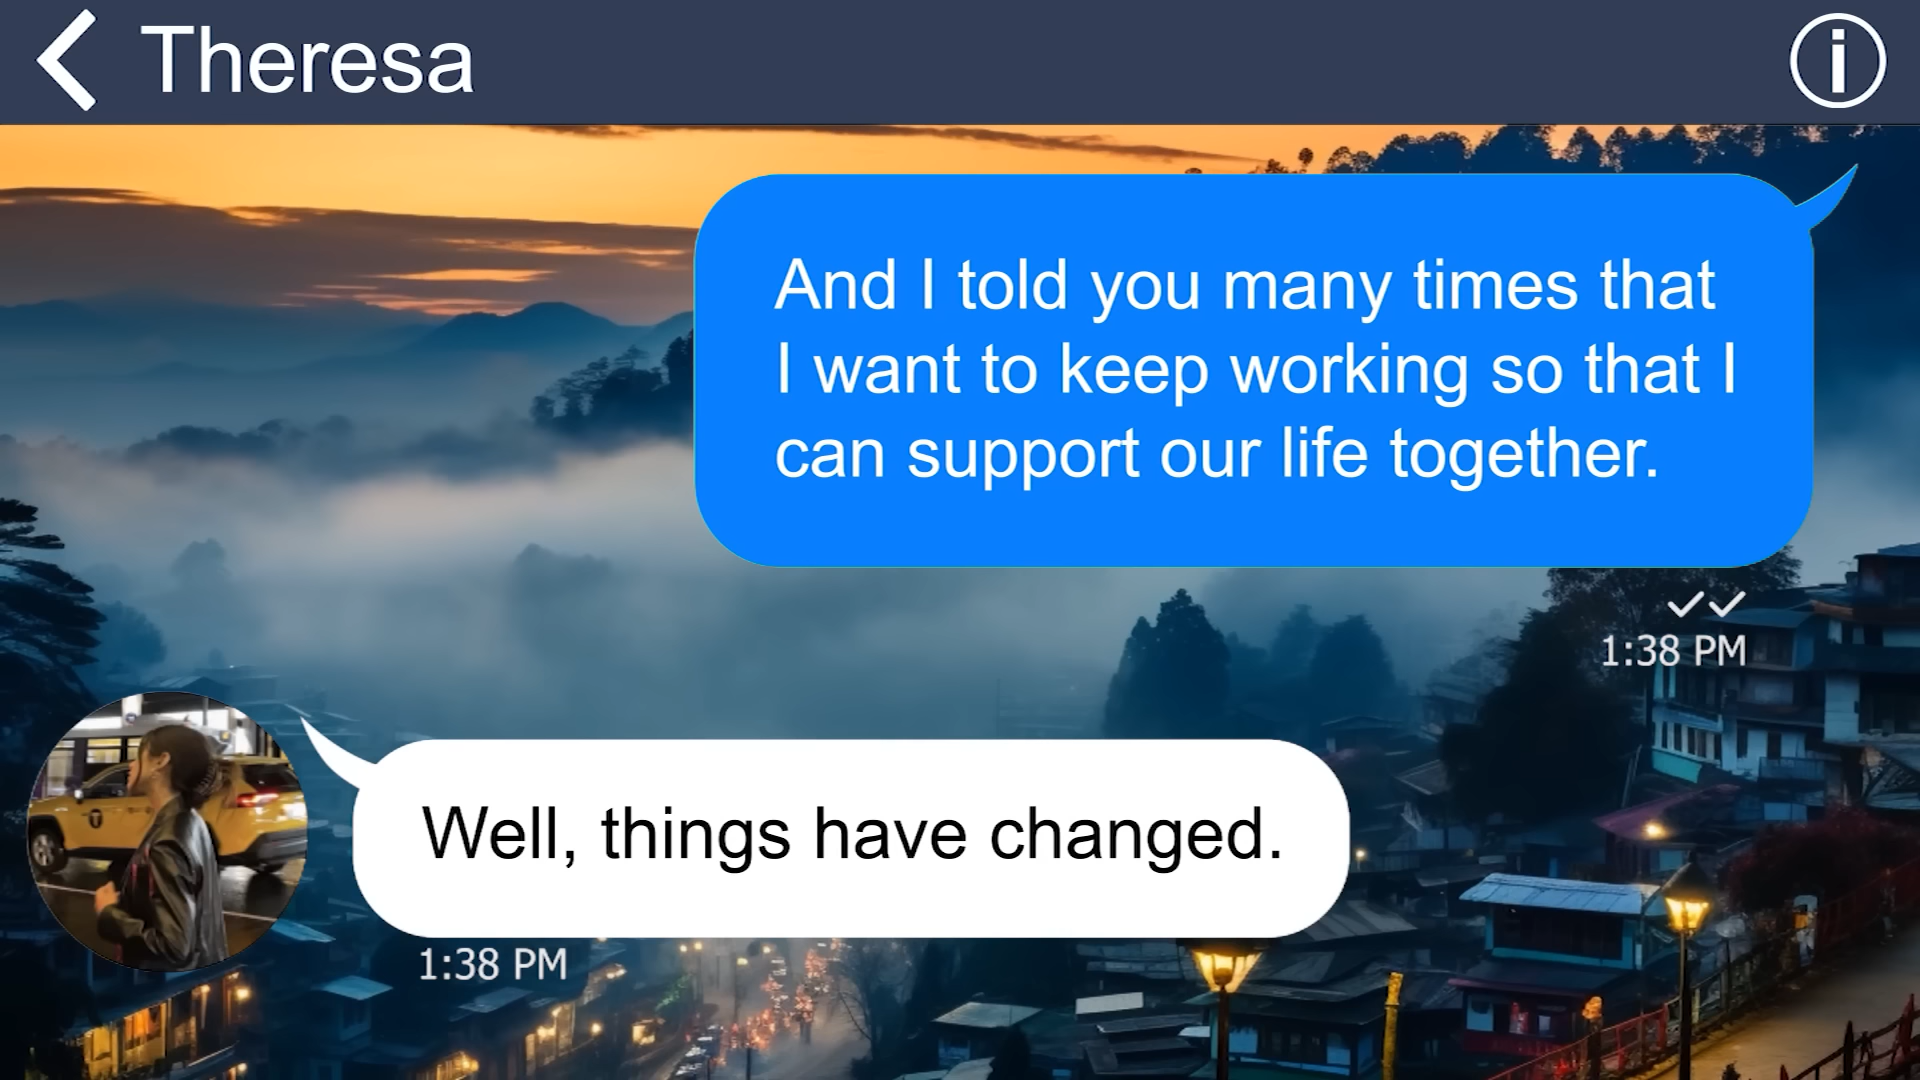 Theresa
And I told you many times that
I want to keep working so that I
can support our life together.
1:38 PM
Well, things have changed.
1:38 PM